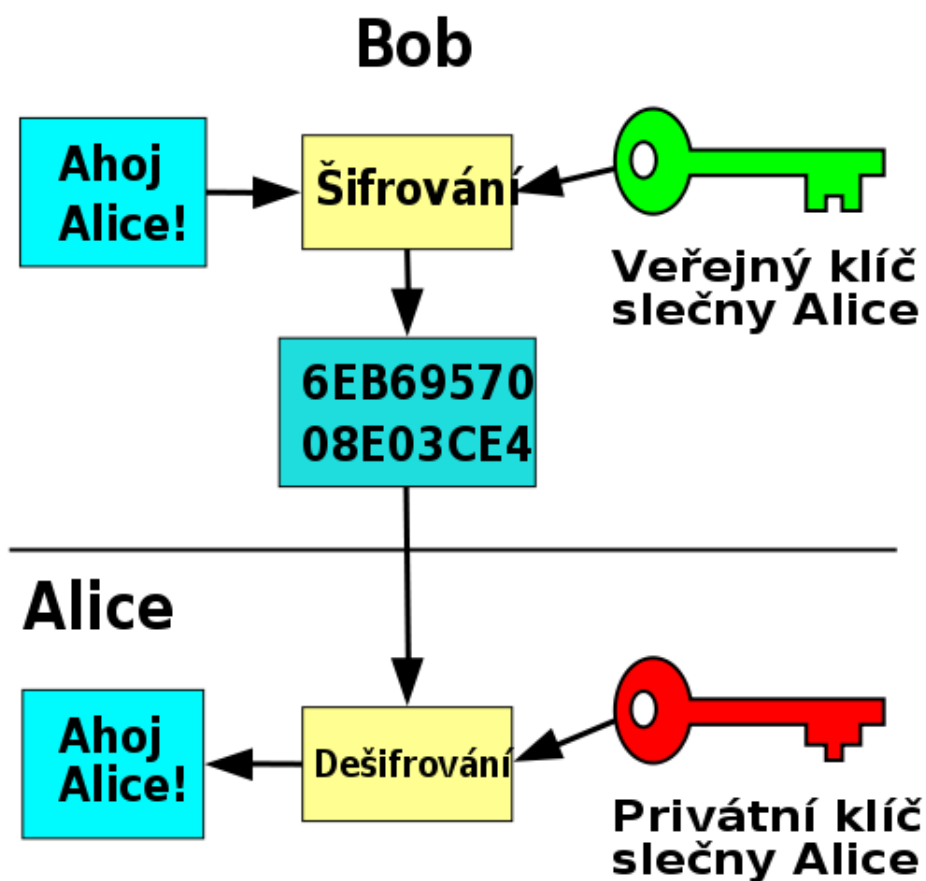 Bob
Ahoj
Alice!
Šifrování
Veřejný klíč
slečny Alice
6EB69570
08E03CE4
Alice
Ahoj
Alice!
Dešifrování
Privátní klíč
slečny Alice